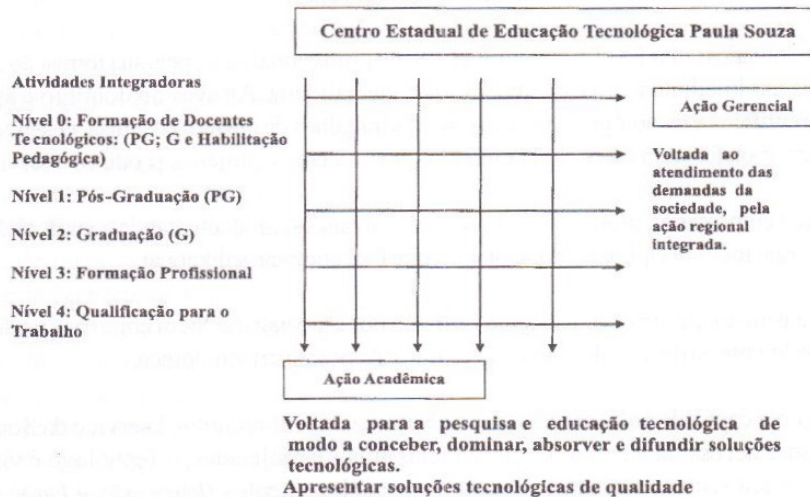 Centro Estadual de Educação Tecnológica Paula Souza
Atividades Integradoras
Nível 0: Formação de Docentes
Tecnológicos: (PG; G e Habilitação
Pedagógica)
Nível 1: Pós-Graduação (PG)
Nível 2: Graduação (G)
Nível 3: Formação Profissional
Nível 4: Qualificação para o
Trabalho
Ação Gerencial
Voltada ao
atendimento das
demandas da
sociedade, pela
ação regional
integrada.
Ação Acadêmica
Voltada para a pesquisa e educação tecnológica de
modo a conceber, dominar, absorver e difundir soluções
tecnológicas.
Apresentar soluções tecnológicas de qualidade